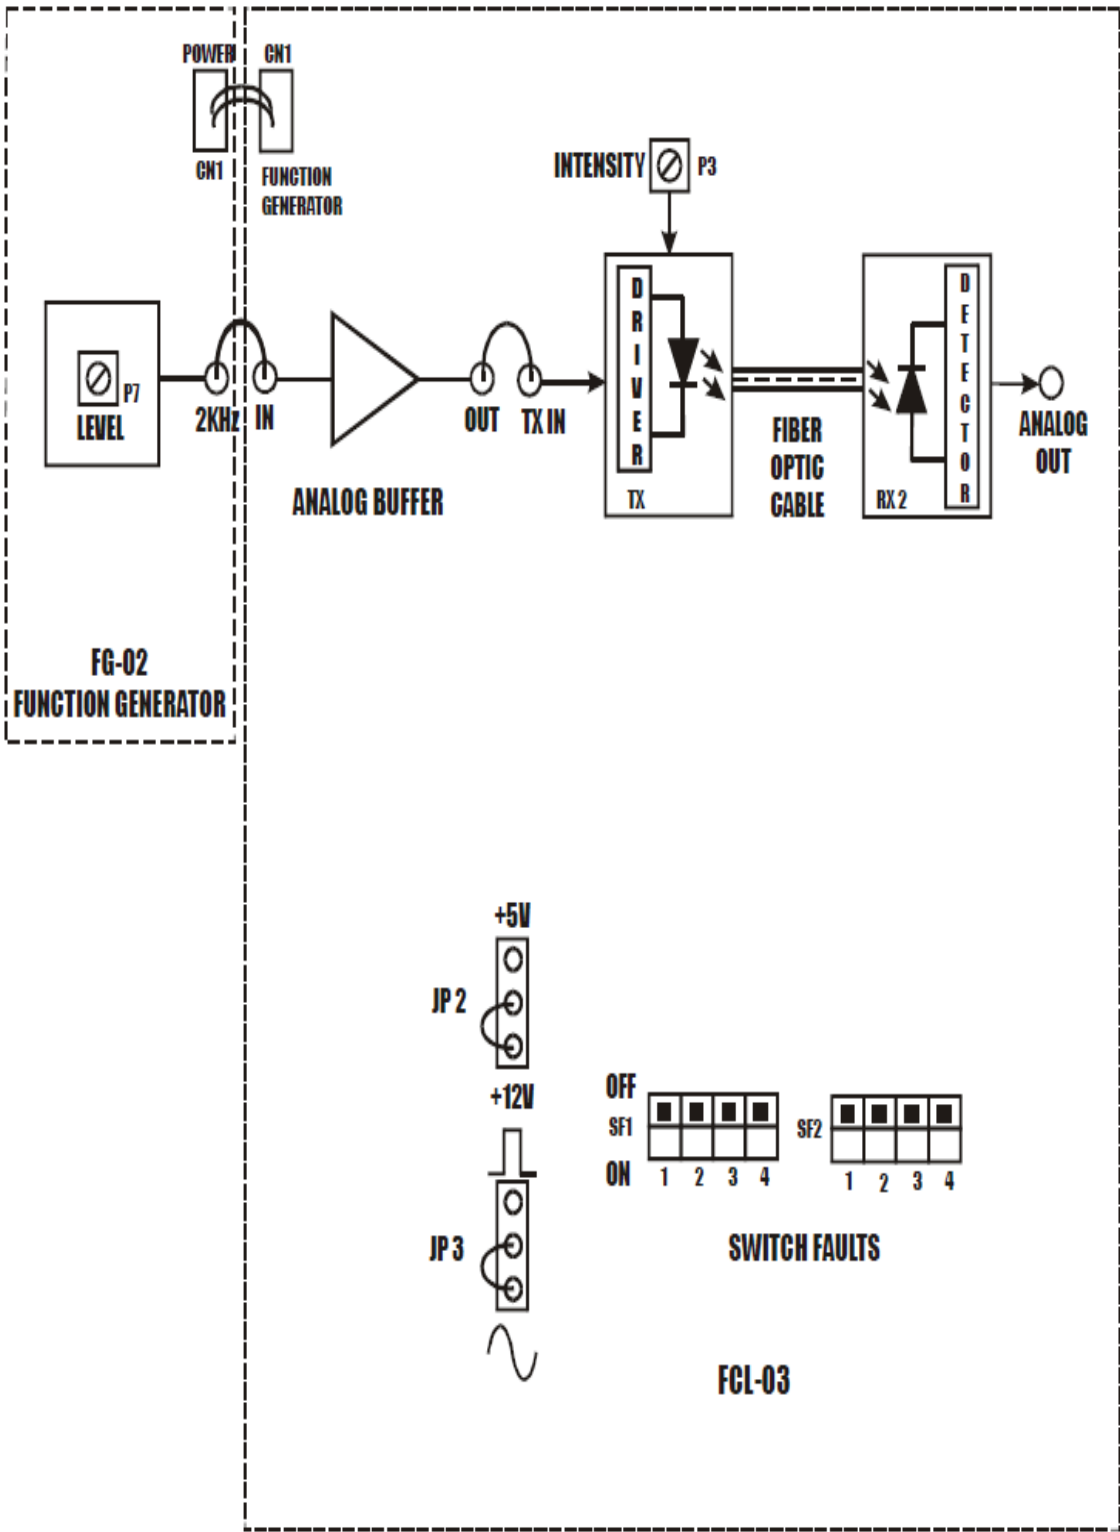 POWER
CN1
CN1
FUNCTION
GENERATOR
INTENSITY
P3
P7
LEVEL
2KHz
IN
ANALOG BUFFER
OUT
TX IN
DRIVER
TX
FIBER
OPTIC
CABLE
DETECTOR
RX 2
ANALOG
OUT
FG-02
FUNCTION GENERATOR
+5V
JP 2
+12V
JP 3
OFF
SF1
ON
1 2 3 4
SF2
1 2 3 4
SWITCH FAULTS
FCL-03